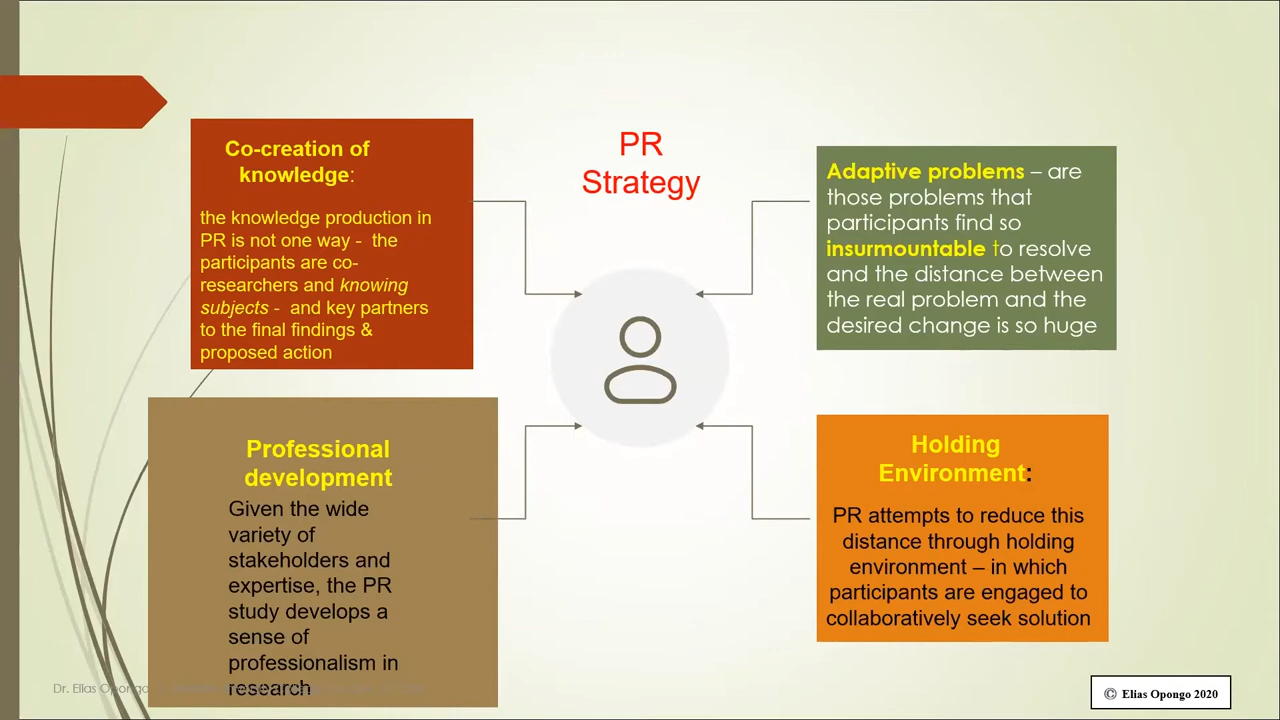 PR
Strategy
Co-creation of
knowledge:
the knowledge production in
PR is not one way - the
participants are co-
researchers and knowing
subjects - and key partners
to the final findings &
proposed action
Adaptive problems – are
those problems that
participants find so
insurmountable to resolve
and the distance between
the real problem and the
desired change is so huge
Professional
development
Given the wide
variety of
stakeholders and
expertise, the PR
study develops a
sense of
professionalism in
research
Holding
Environment:
PR attempts to reduce this
distance through holding
environment – in which
participants are engaged to
collaboratively seek solution
Dr. Elias Opongo
© Elias Opongo 2020